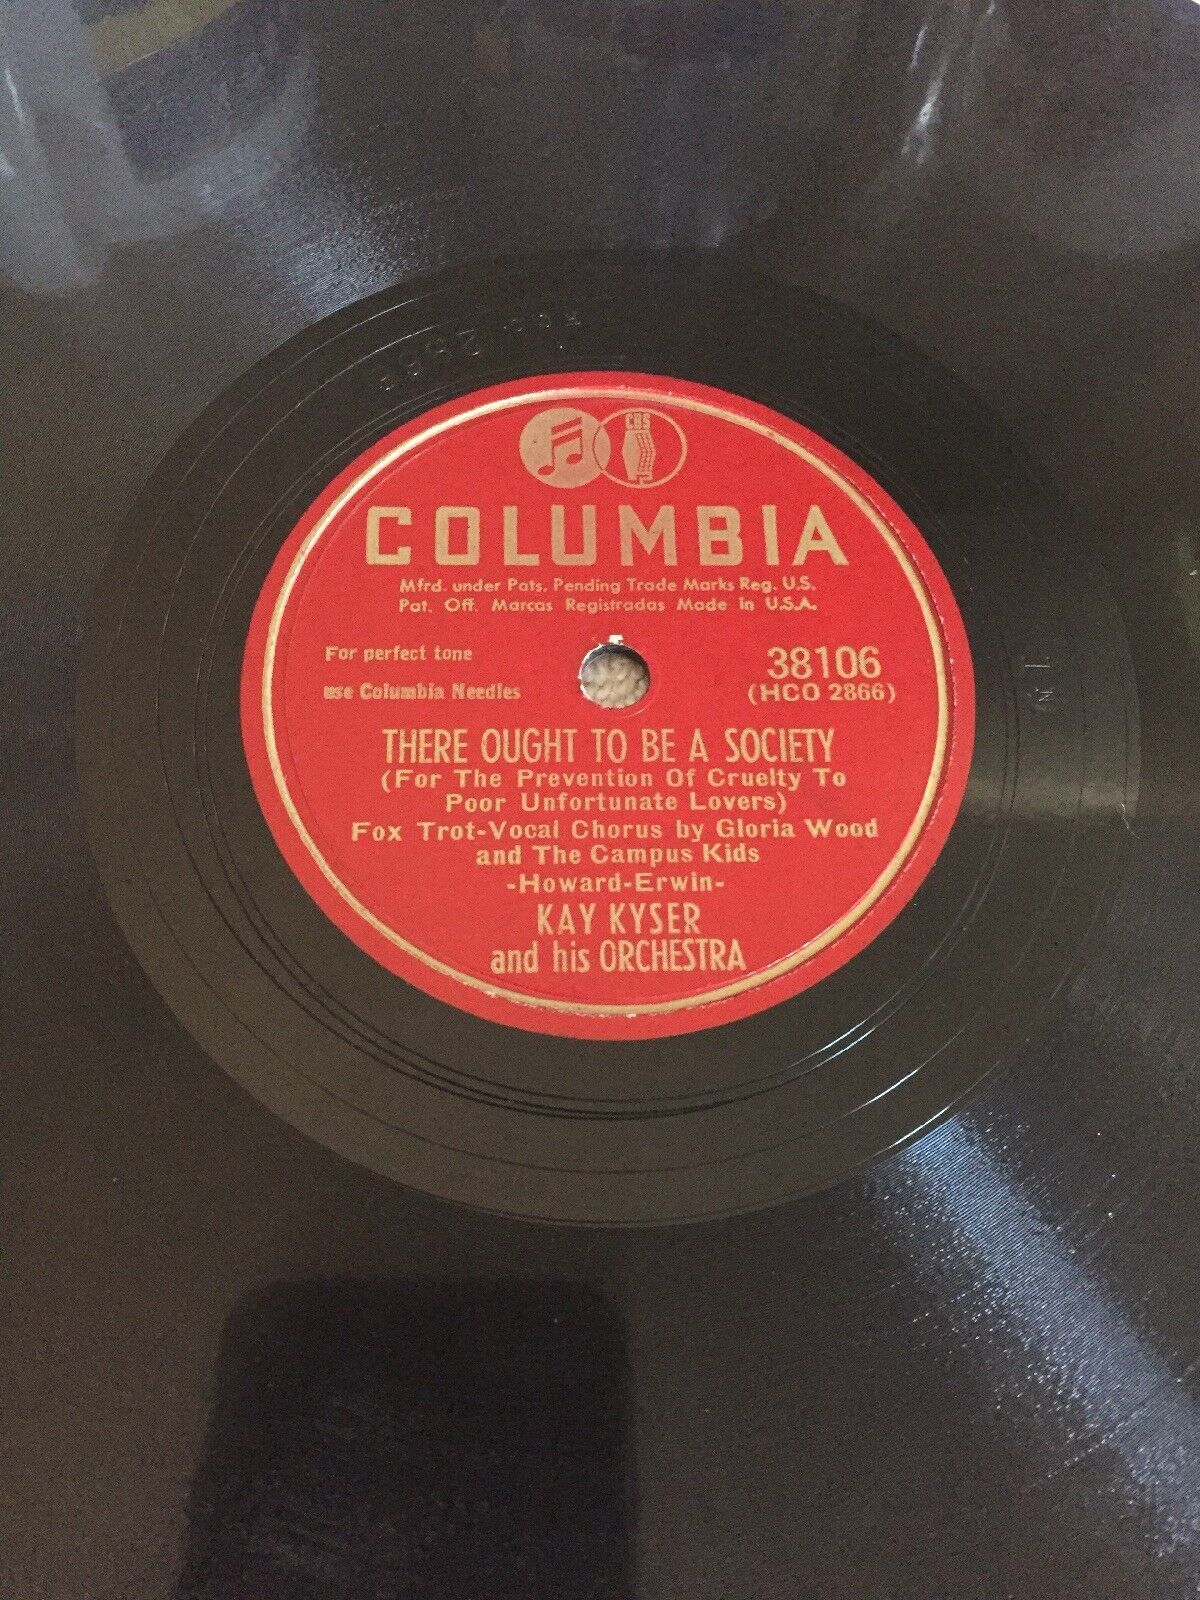 CBS
COLUMBIA
Mfrd. under Pats. Pending Trade Marks Reg. U.S.
Pat. Off. Marcas Registradas Made in U.S.A.
For perfect tone
use Columbia Needles
38106
(HCO 2866)
THERE OUGHT TO BE A SOCIETY
(For The Prevention Of Cruelty To
Poor Unfortunate Lovers)
Fox Trot-Vocal Chorus by Gloria Wood
and The Campus Kids
-Howard-Erwin-
KAY KYSER
and his ORCHESTRA